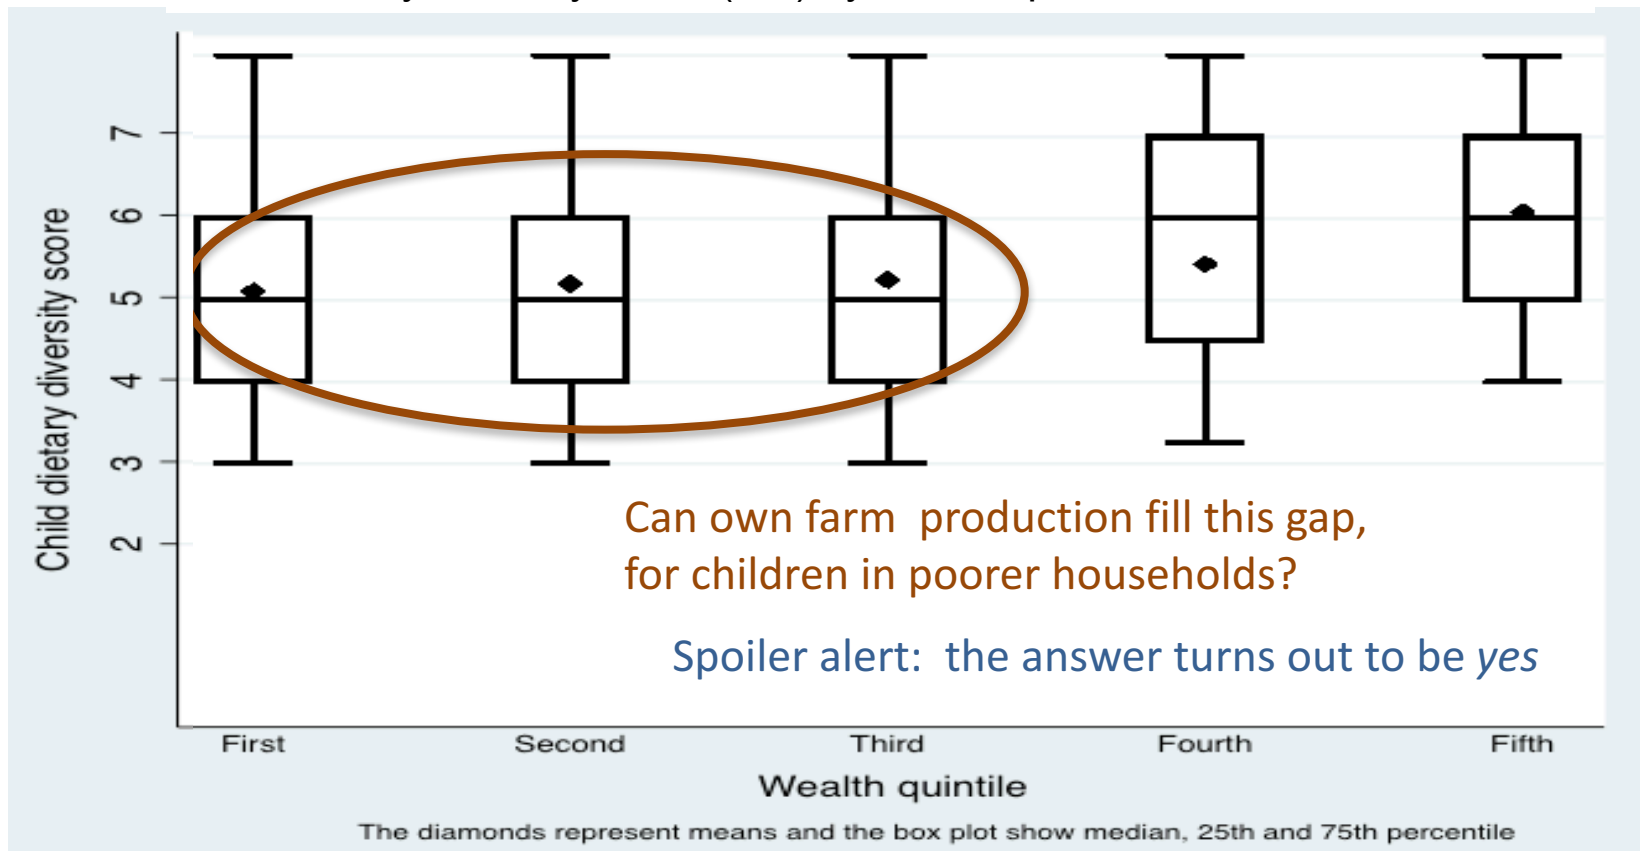 7
6
5
4
3
2
Child dietary diversity score
Can own farm  production fill this gap,
for children in poorer households?
Spoiler alert:  the answer turns out to be yes
First Second Third Fourth Fifth
Wealth quintile
The diamonds represent means and the box plot show median, 25th and 75th percentile